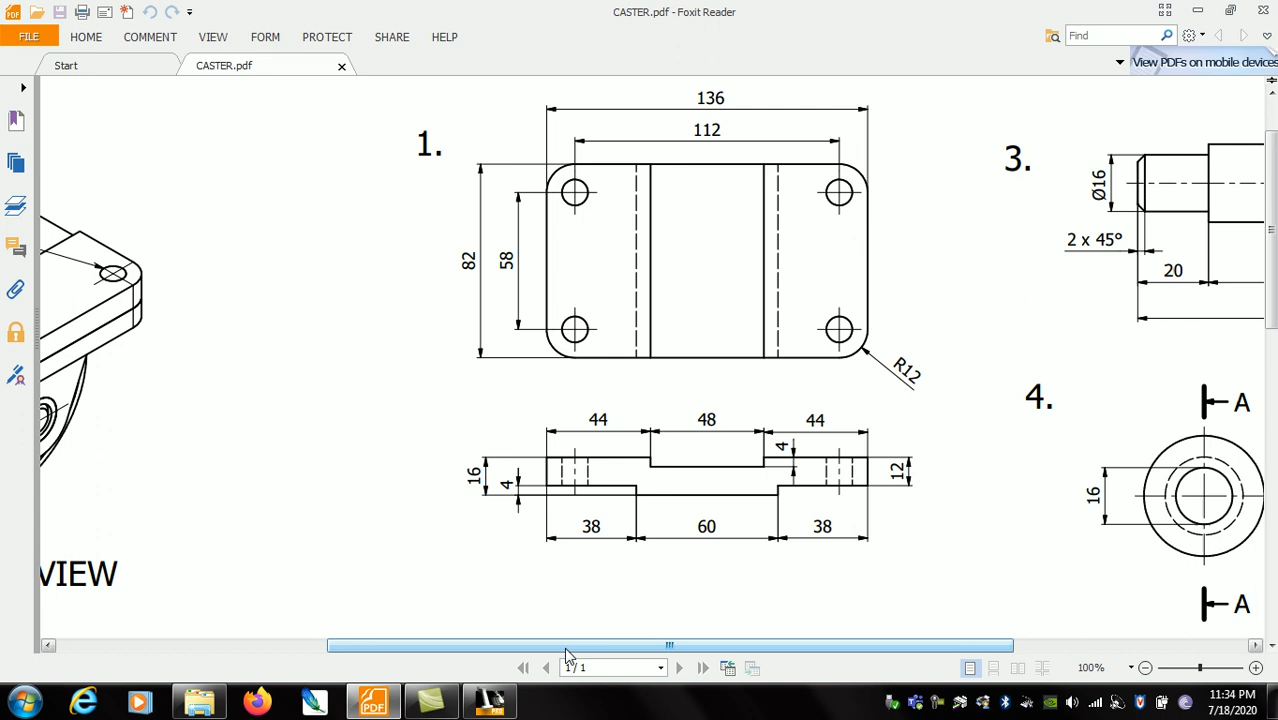 CASTER.pdf - Foxit Reader
FILE HOME COMMENT VIEW FORM PROTECT SHARE HELP
Find
Start CASTER.pdf
View PDFs on mobile devices
136
112
1.
3.
82
58
Ø16
2 x 45°
20
R12
4.
A
44 48 44
4
16
4
12
16
38 60 38
VIEW
A
1 / 1
100%
11:34 PM
7/18/2020